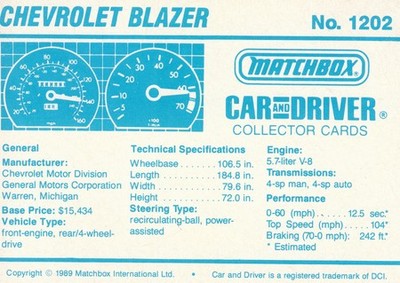 CHEVROLET BLAZER
No. 1202
MATCHBOX
CAR AND DRIVER®
COLLECTOR CARDS
General
Manufacturer:
Chevrolet Motor Division
General Motors Corporation
Warren, Michigan
Base Price: $15,434
Vehicle Type:
front-engine, rear/4-wheel-
drive
Technical Specifications
Wheelbase . . . . . . . 106.5 in.
Length . . . . . . . . . . 184.8 in.
Width . . . . . . . . . . . 79.6 in.
Height . . . . . . . . . . . 72.0 in.
Steering Type:
recirculating-ball, power-
assisted
Engine:
5.7-liter V-8
Transmissions:
4-sp man, 4-sp auto
Performance
0-60 (mph) . . . . . 12.5 sec.*
Top Speed (mph) . . . . 104*
Braking (70-0 mph): 242 ft.*
* Estimated
Copyright © 1989 Matchbox International Ltd. • Car and Driver is a registered trademark of DCI.